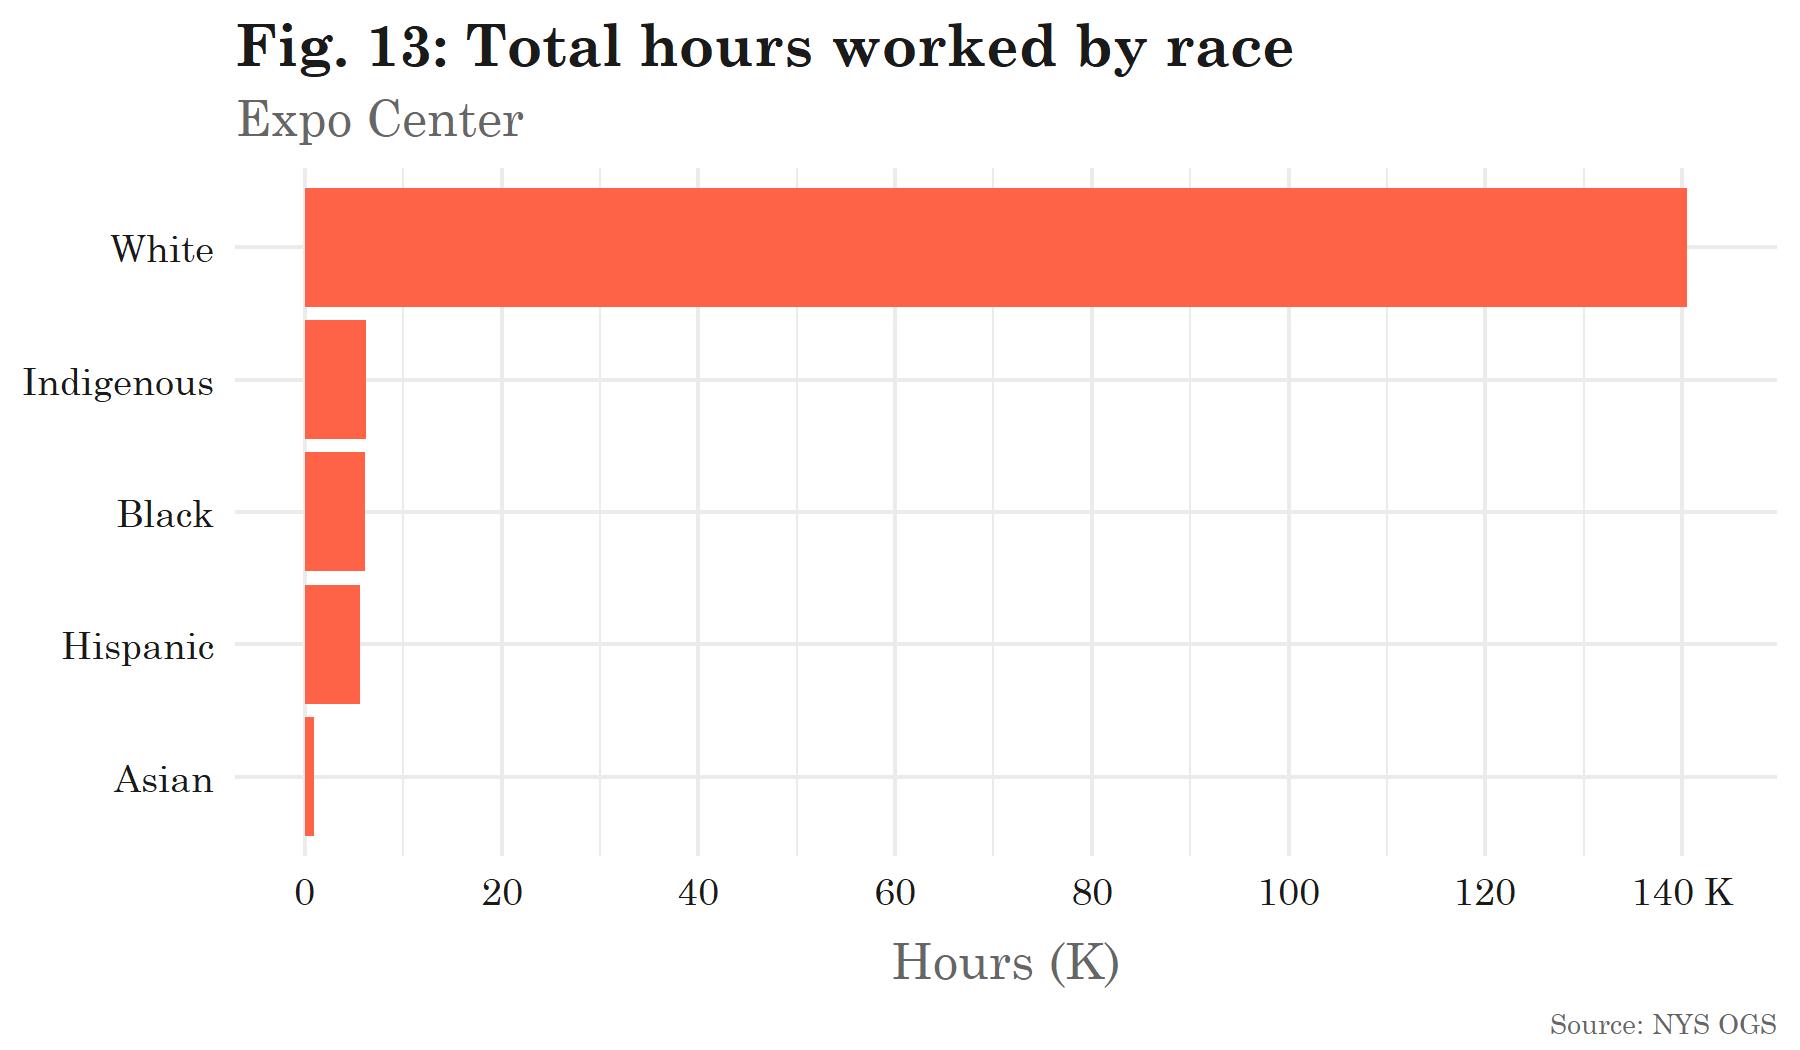 Fig. 13: Total hours worked by race
Expo Center
White
Indigenous
Black
Hispanic
Asian
0 20 40 60 80 100 120 140 K
Hours (K)
Source: NYS OGS